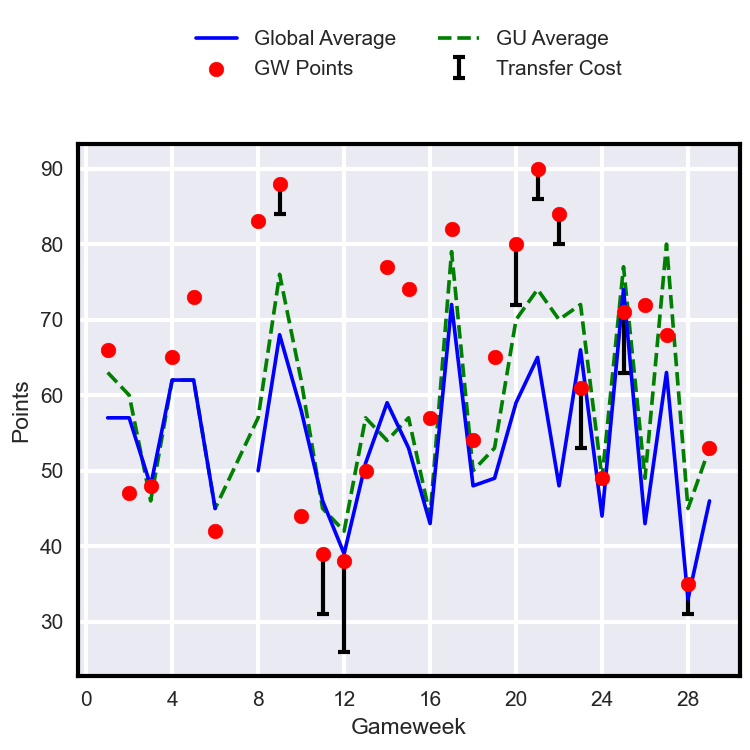 Global Average
GU Average
GW Points
Transfer Cost
90
80
70
60
50
40
30
Points
0 4 8 12 16 20 24 28
Gameweek